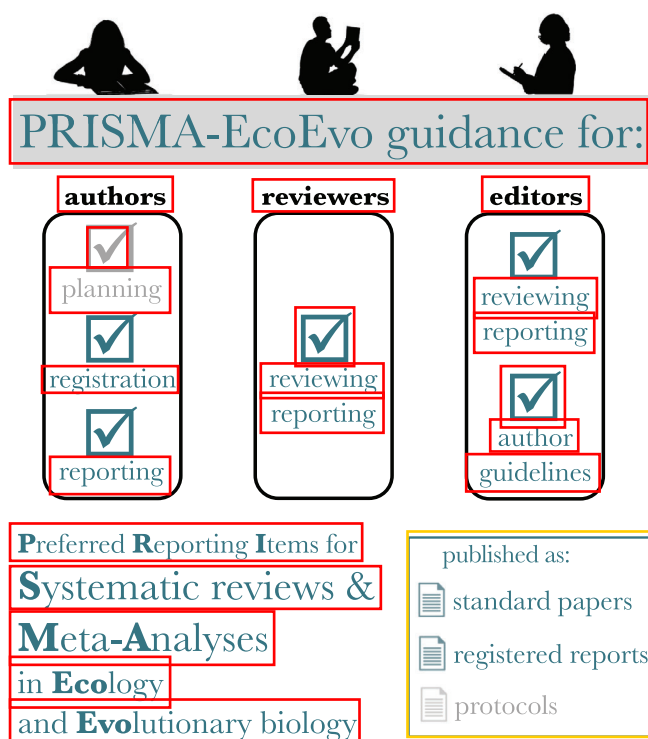 PRISMA-EcoEvo guidance for:
authors
planning
registration
reporting
reviewers
reviewing
reporting
editors
reviewing
reporting
author
guidelines
Preferred Reporting Items for
Systematic reviews &
Meta-Analyses
in Ecology
and Evolutionary biology
published as:
standard papers
registered reports
protocols